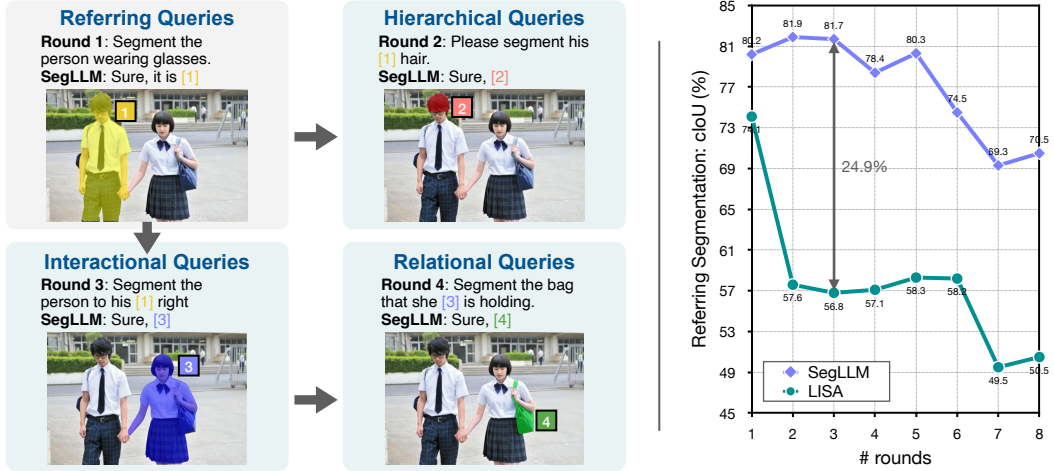 Referring Queries
Round 1: Segment the
person wearing glasses.
SegLLM: Sure, it is [1]
1
Hierarchical Queries
Round 2: Please segment his
[1] hair.
SegLLM: Sure, [2]
2
Interactional Queries
Round 3: Segment the
person to his [1] right
SegLLM: Sure, [3]
3
Relational Queries
Round 4: Segment the bag
that she [3] is holding.
SegLLM: Sure, [4]
4
Referring Segmentation: cIoU (%)
85
81
77
73
69
65
61
57
53
49
45
80.2
81.9
81.7
78.4
80.3
74.5
69.3
70.5
74.1
57.6
56.8
57.1
58.3
58.2
49.5
50.5
24.9%
SegLLM
LISA
1 2 3 4 5 6 7 8
# rounds